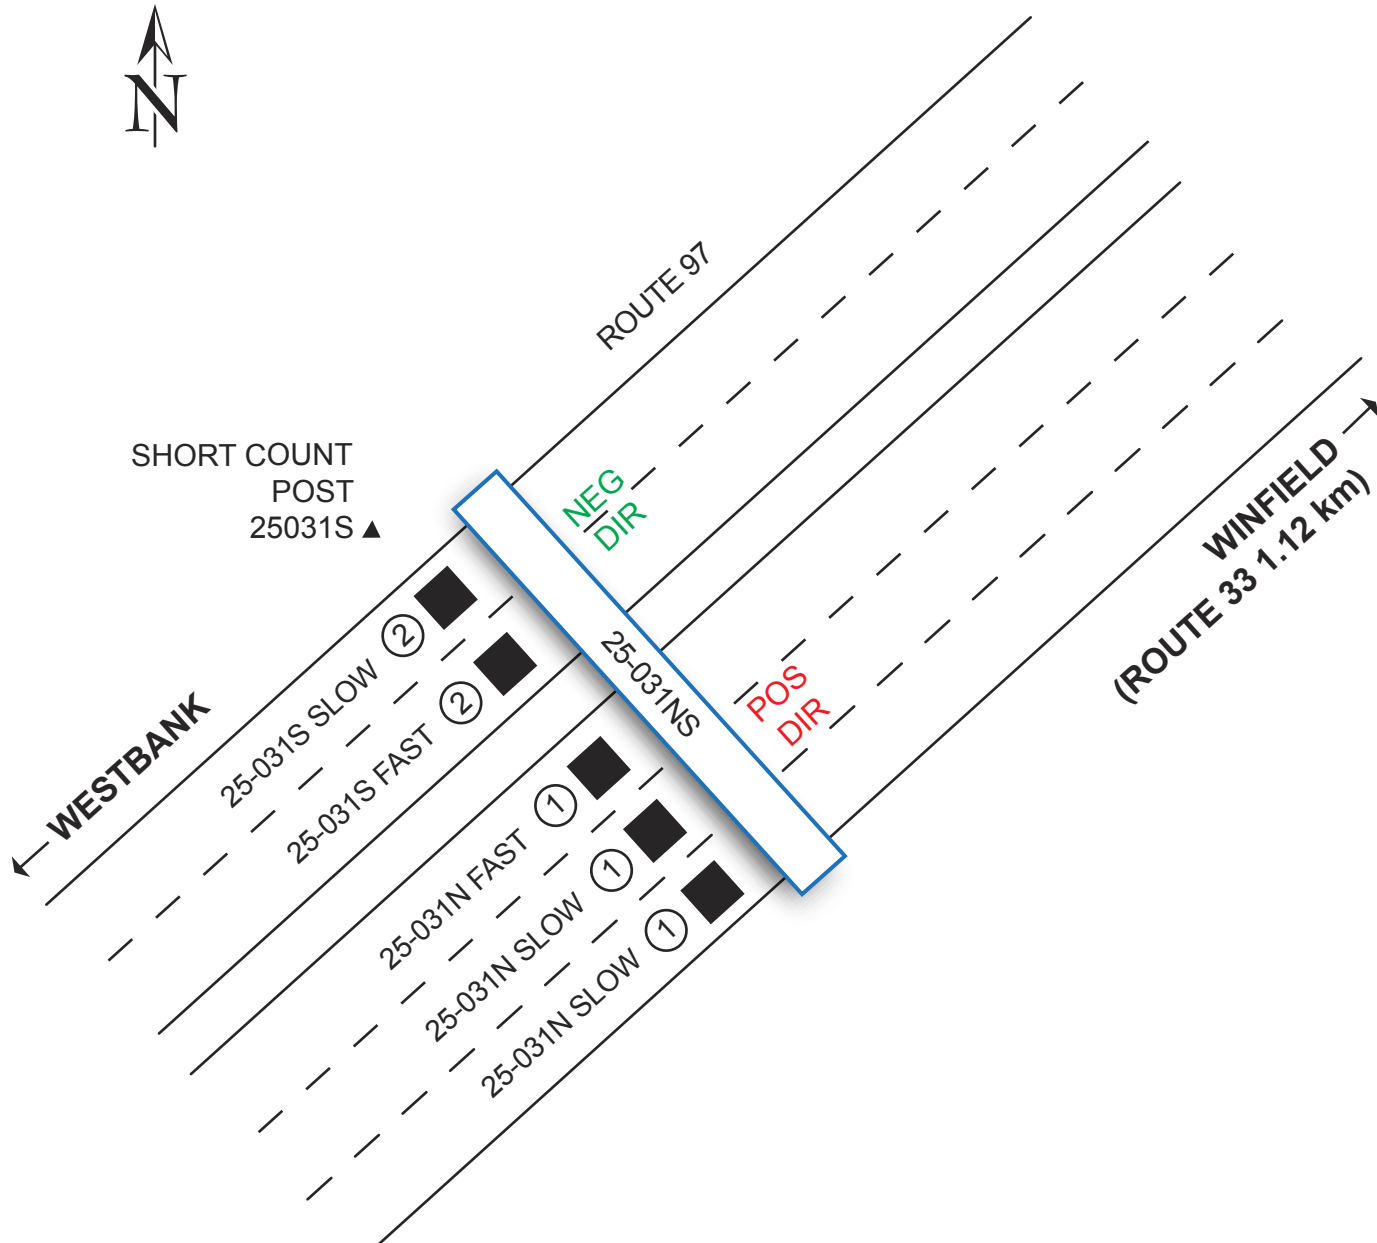 N
ROUTE 97
SHORT COUNT
POST
25031S ▲
NEG
DIR
25-031NS
POS
DIR
WINFIELD
(ROUTE 33 1.12 km)
WESTBANK
25-031S SLOW 2
25-031S FAST 2
25-031N FAST 1
25-031N SLOW 1
25-031N SLOW 1